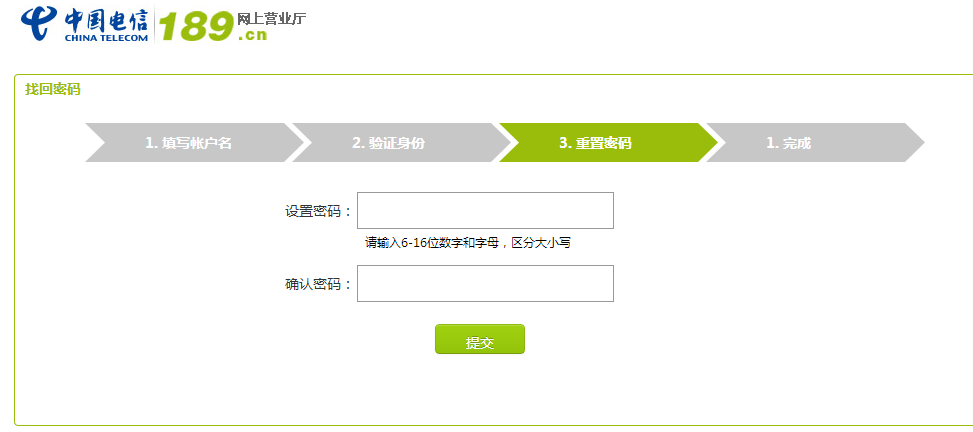 中国电信 189 网上营业厅
CHINA TELECOM .cn
找回密码
1. 填写帐户名 2. 验证身份 3. 重置密码 1. 完成
设置密码：
请输入6-16位数字和字母，区分大小写
确认密码：
提交